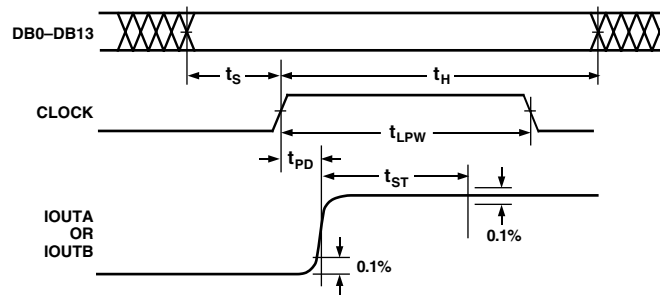 DB0–DB13
tS
tH
CLOCK
tLPW
tPD
tST
IOUTA
OR
IOUTB
0.1%
0.1%